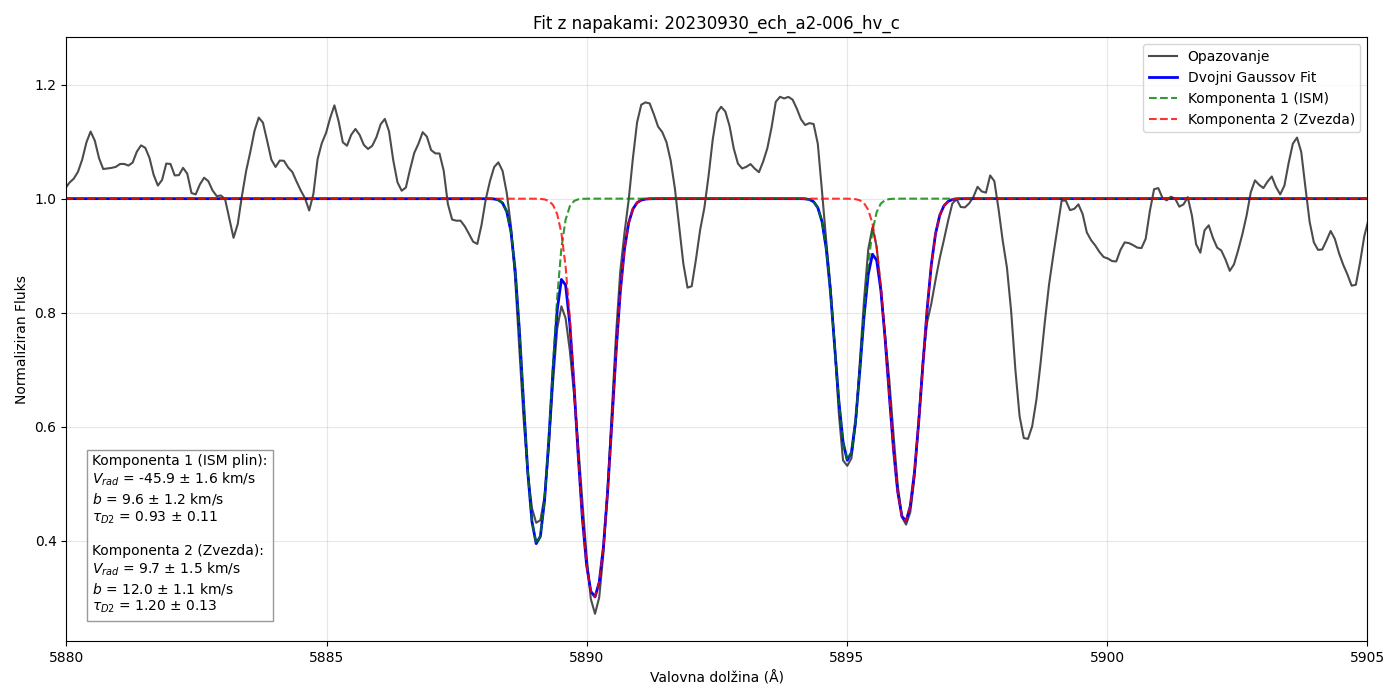 Fit z napakami: 20230930_ech_a2-006_hv_c
Normaliziran Fluks
1.2
1.0
0.8
0.6
0.4
Opazovanje
Dvojni Gaussov Fit
Komponenta 1 (ISM)
Komponenta 2 (Zvezda)
Komponenta 1 (ISM plin):
V_rad = -45.9 ± 1.6 km/s
b = 9.6 ± 1.2 km/s
τ_D2 = 0.93 ± 0.11
Komponenta 2 (Zvezda):
V_rad = 9.7 ± 1.5 km/s
b = 12.0 ± 1.1 km/s
τ_D2 = 1.20 ± 0.13
5880 5885 5890 5895 5900 5905
Valovna dolžina (Å)